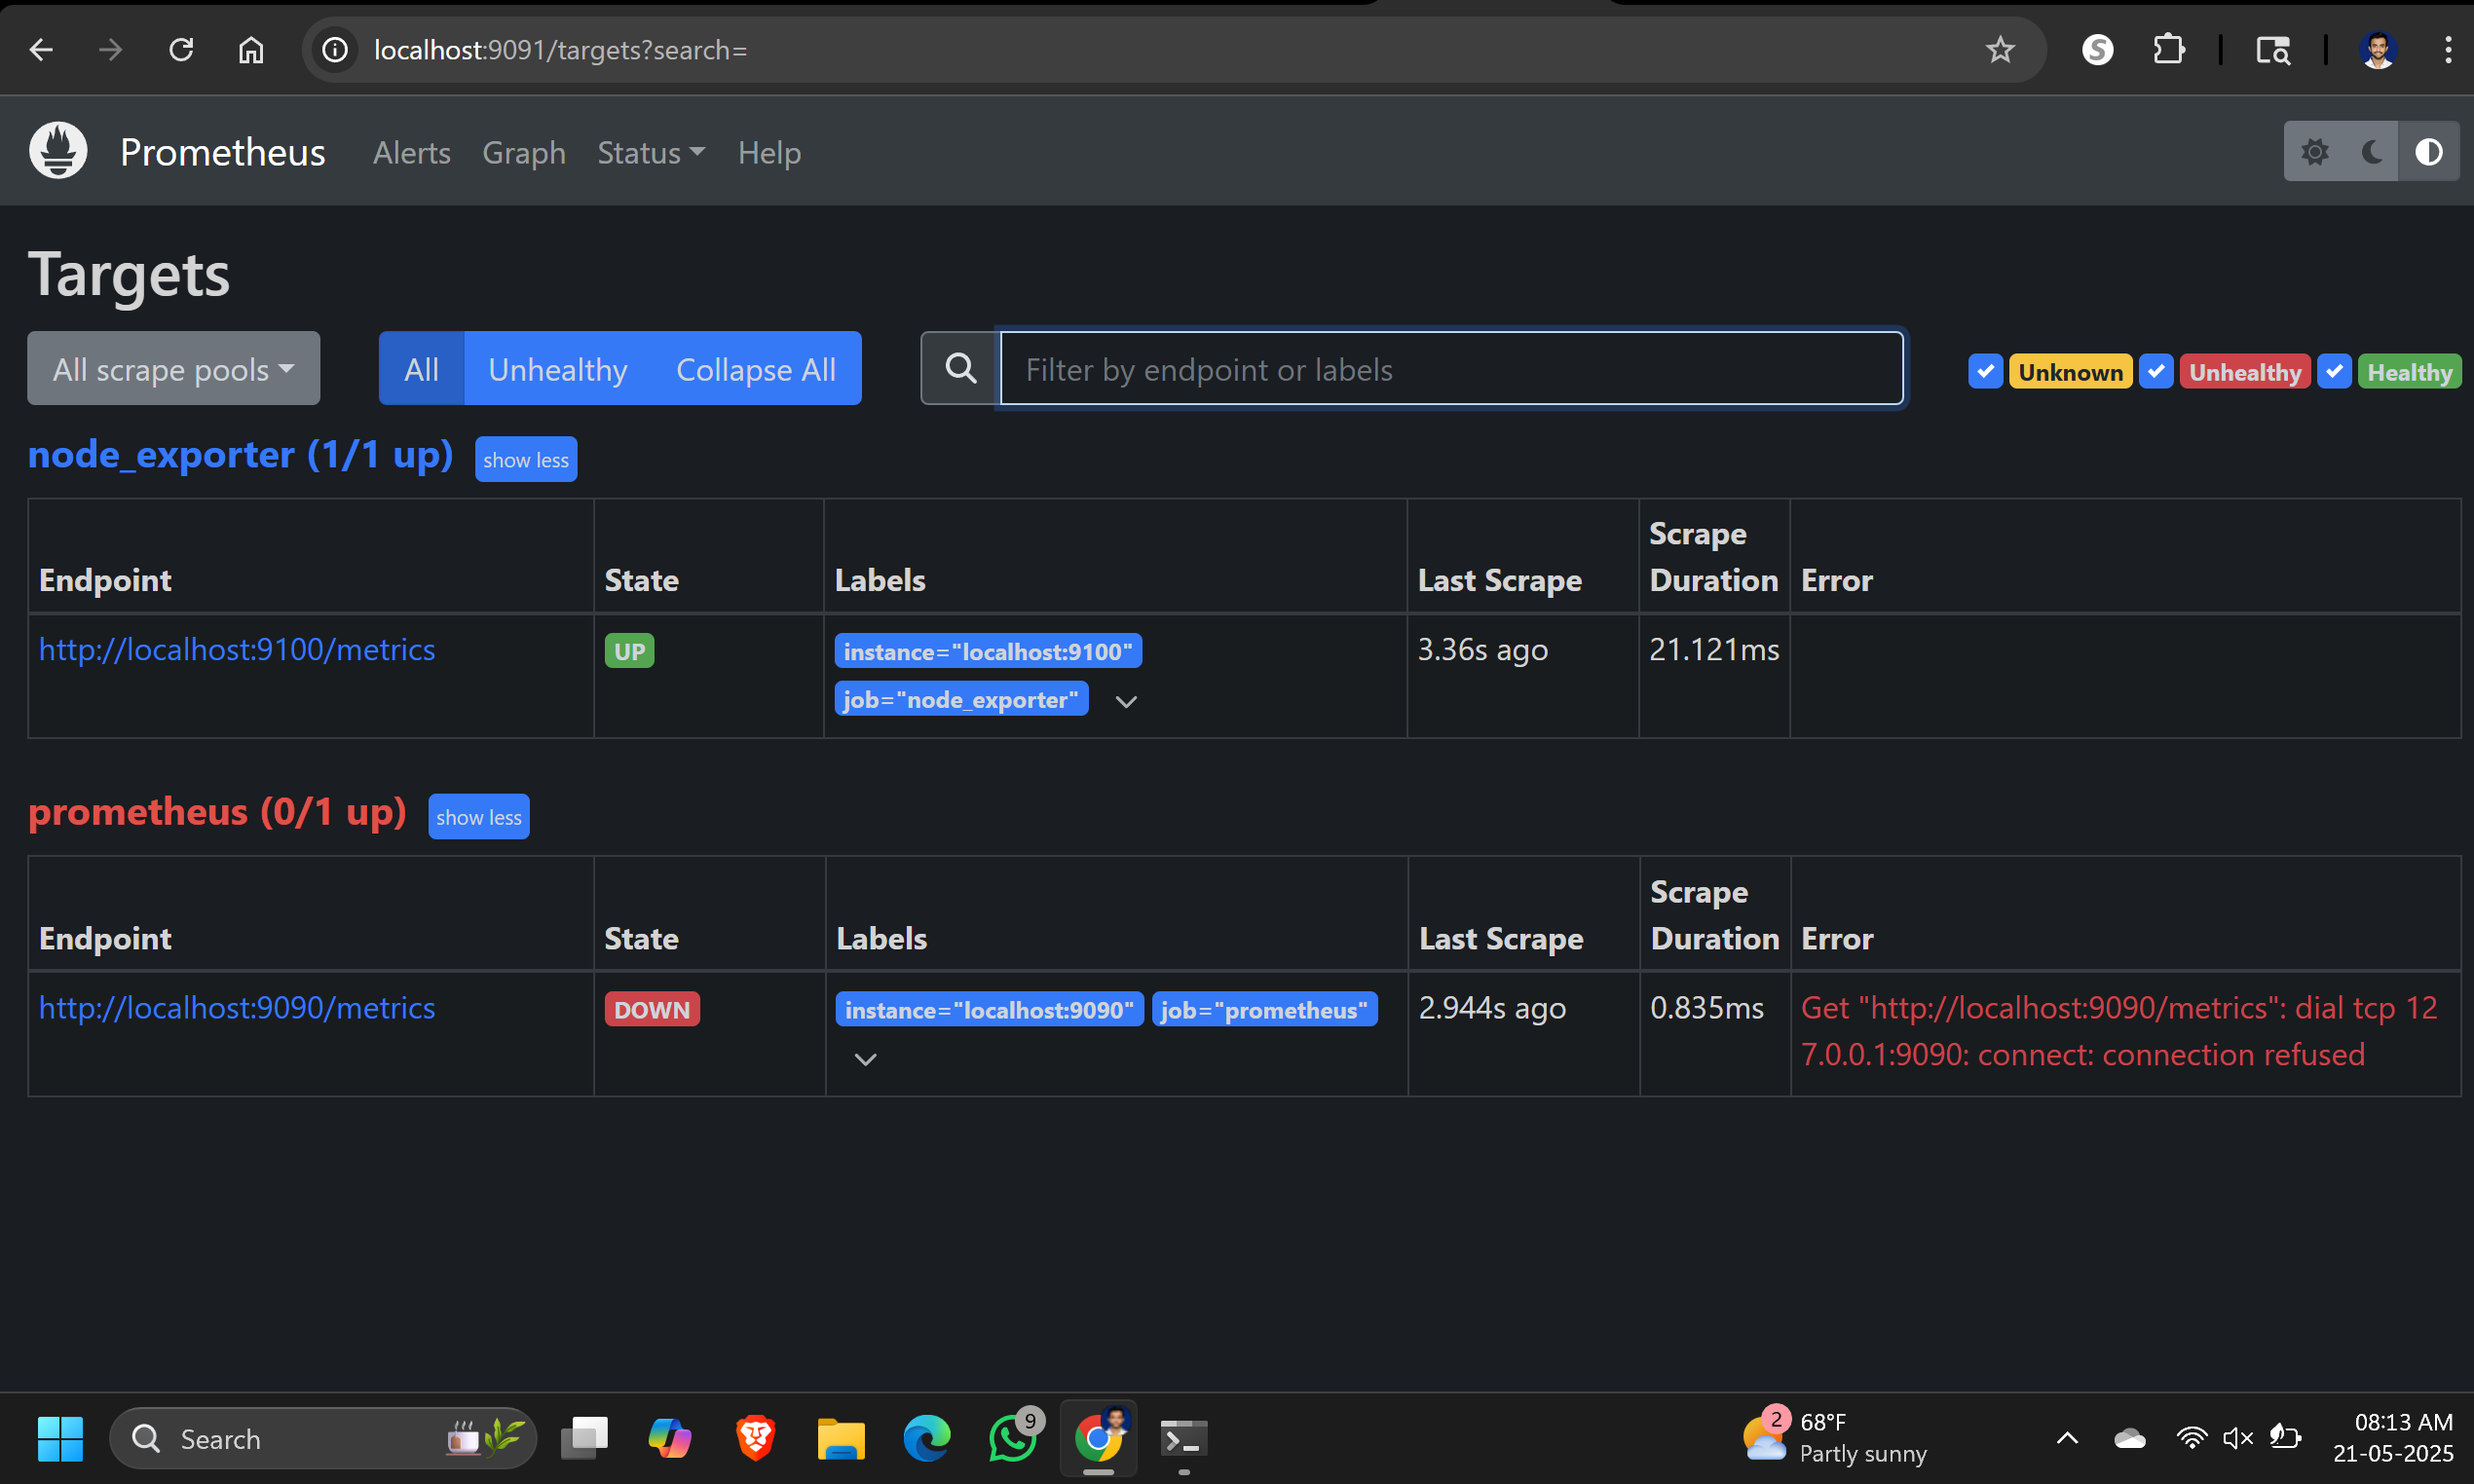 localhost:9091/targets?search=
Prometheus Alerts Graph Status Help
Targets
All scrape pools All Unhealthy Collapse All Filter by endpoint or labels Unknown Unhealthy Healthy
node_exporter (1/1 up) show less
Endpoint State Labels Last Scrape Scrape Duration Error
http://localhost:9100/metrics UP instance="localhost:9100" 3.36s ago 21.121ms
job="node_exporter"
prometheus (0/1 up) show less
Endpoint State Labels Last Scrape Scrape Duration Error
http://localhost:9090/metrics DOWN instance="localhost:9090" job="prometheus" 2.944s ago 0.835ms Get "http://localhost:9090/metrics": dial tcp 12
7.0.0.1:9090: connect: connection refused
Search 9 2 68°F 08:13 AM
Partly sunny 21-05-2025